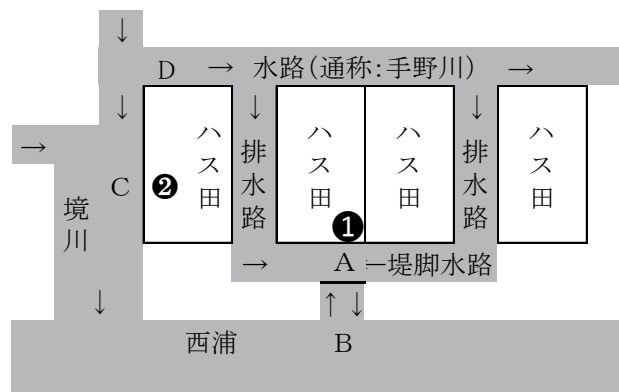 ↓
D → 水路(通称:手野川) →
↓ ↓ ↓
→
ハス田
排水路
ハス田
ハス田
排水路
ハス田
C
❷
境川
❶
→ A ←堤脚水路
↓ ↑ ↓
西浦 B